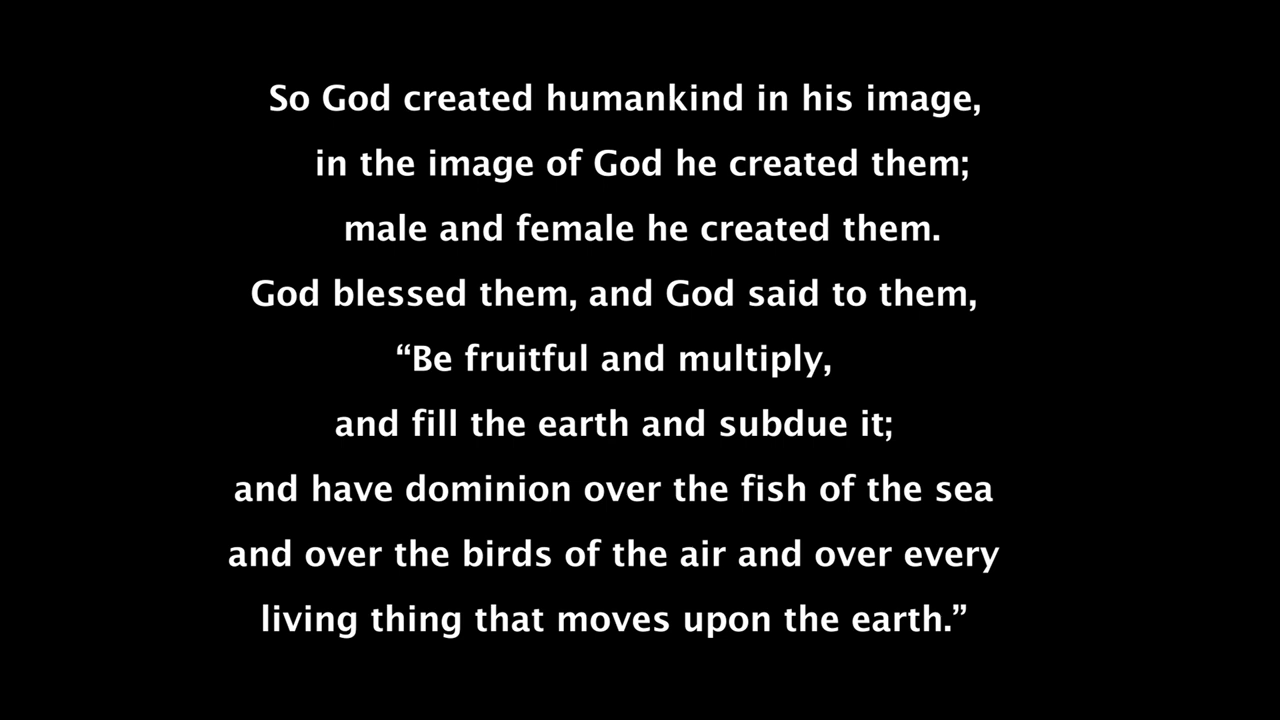 So God created humankind in his image,
in the image of God he created them;
male and female he created them.
God blessed them, and God said to them,
“Be fruitful and multiply,
and fill the earth and subdue it;
and have dominion over the fish of the sea
and over the birds of the air and over every
living thing that moves upon the earth.”